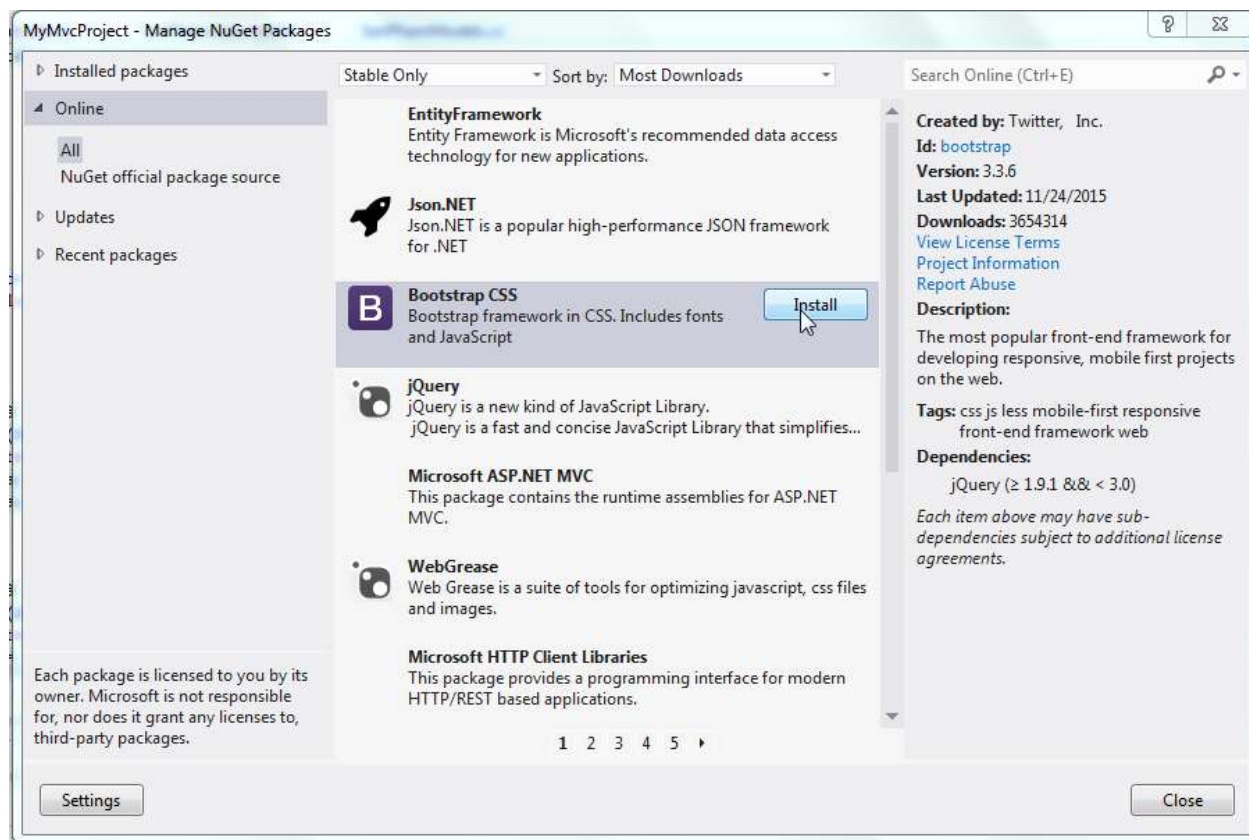 MyMvcProject - Manage NuGet Packages
Installed packages
Online
All
NuGet official package source
Updates
Recent packages
Each package is licensed to you by its
owner. Microsoft is not responsible
for, nor does it grant any licenses to,
third-party packages.
Settings
Stable Only
Sort by: Most Downloads
EntityFramework
Entity Framework is Microsoft's recommended data access
technology for new applications.
Json.NET
Json.NET is a popular high-performance JSON framework
for .NET
B
Bootstrap CSS
Bootstrap framework in CSS. Includes fonts
and JavaScript
Install
jQuery
jQuery is a new kind of JavaScript Library.
jQuery is a fast and concise JavaScript Library that simplifies...
Microsoft ASP.NET MVC
This package contains the runtime assemblies for ASP.NET
MVC.
WebGrease
Web Grease is a suite of tools for optimizing javascript, css files
and images.
Microsoft HTTP Client Libraries
This package provides a programming interface for modern
HTTP/REST based applications.
1 2 3 4 5
Search Online (Ctrl+E)
Created by: Twitter, Inc.
Id: bootstrap
Version: 3.3.6
Last Updated: 11/24/2015
Downloads: 3654314
View License Terms
Project Information
Report Abuse
Description:
The most popular front-end framework for
developing responsive, mobile first projects
on the web.
Tags: css js less mobile-first responsive
front-end framework web
Dependencies:
jQuery (≥ 1.9.1 && < 3.0)
Each item above may have sub-
dependencies subject to additional license
agreements.
Close